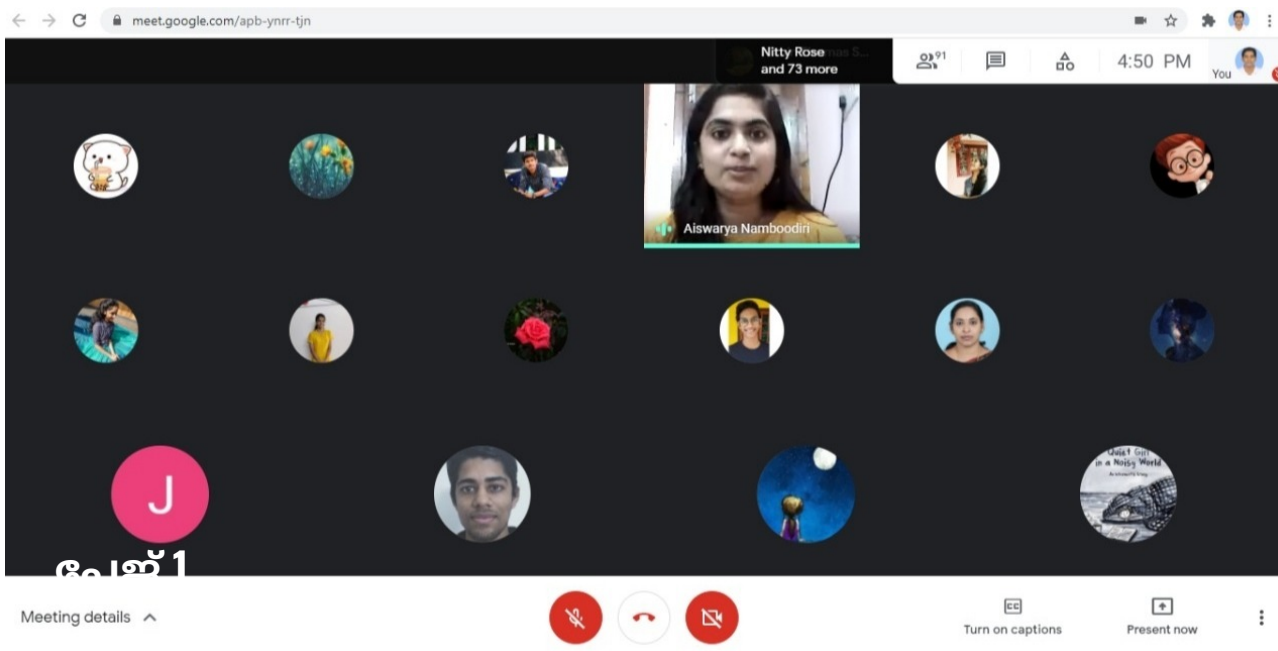 meet.google.com/apb-ynrr-tjn
Nitty Rose
and 73 more
91
4:50 PM
You
Aiswarya Namboodiri
J
Quiet Girl
in a Noisy World
പേജ് 1
Meeting details
CC
Turn on captions
Present now